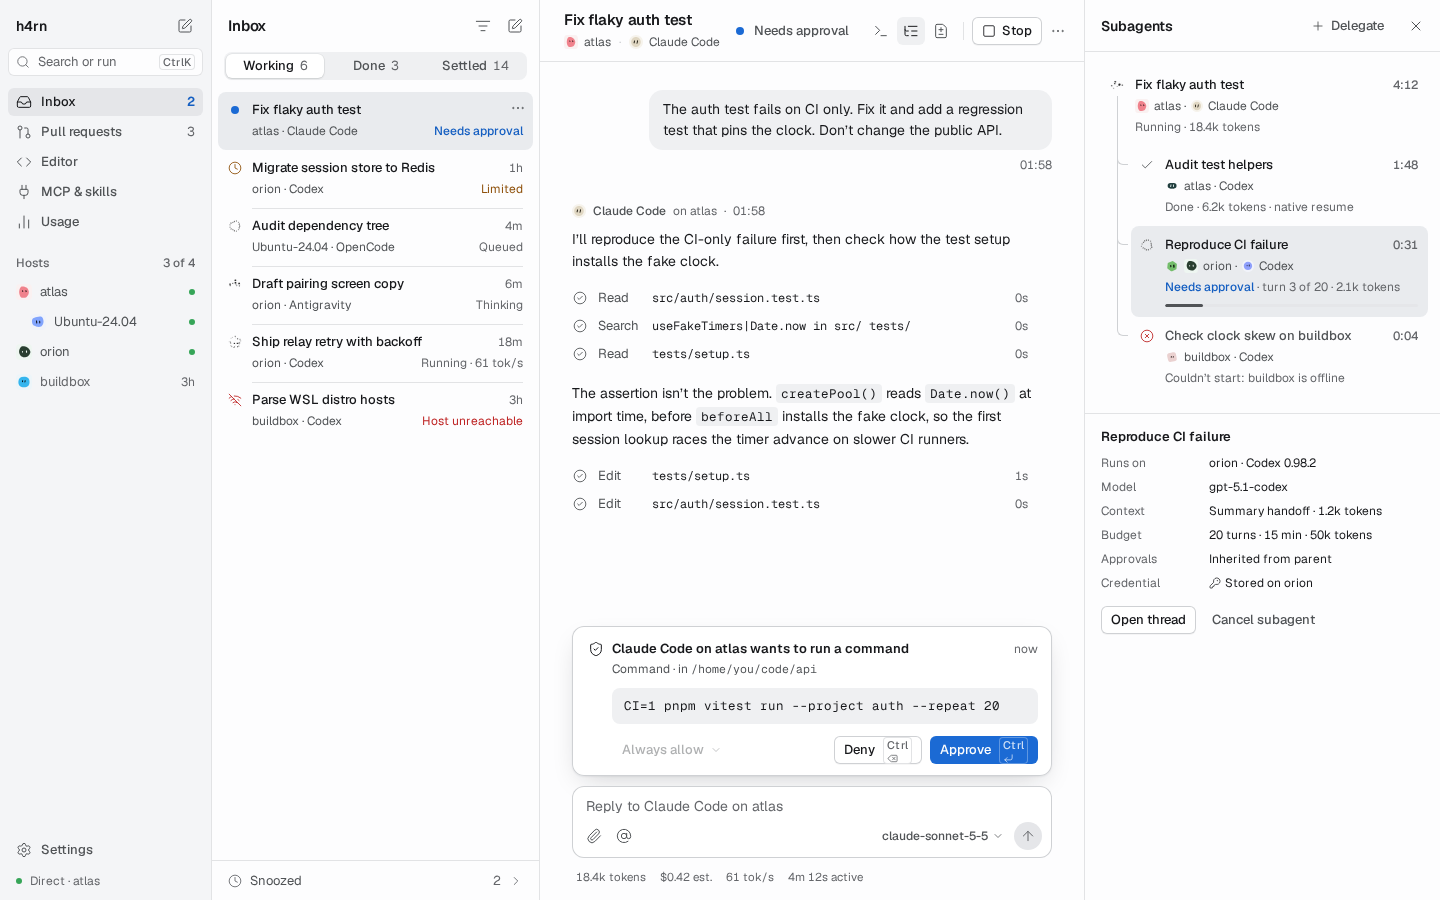 h4rn
Search or run CtrlK
Inbox 2
Pull requests 3
Editor
MCP & skills
Usage
Hosts 3 of 4
atlas
Ubuntu-24.04
orion
buildbox 3h
Settings
Direct · atlas
Inbox
Working 6 Done 3 Settled 14
Fix flaky auth test
atlas · Claude Code Needs approval
Migrate session store to Redis 1h
orion · Codex Limited
Audit dependency tree 4m
Ubuntu-24.04 · OpenCode Queued
Draft pairing screen copy 6m
orion · Antigravity Thinking
Ship relay retry with backoff 18m
orion · Codex Running · 61 tok/s
Parse WSL distro hosts 3h
buildbox · Codex Host unreachable
Snoozed 2
Fix flaky auth test
atlas · Claude Code
Needs approval
Stop
The auth test fails on CI only. Fix it and add a regression
test that pins the clock. Don’t change the public API.
01:58
Claude Code on atlas · 01:58
I’ll reproduce the CI-only failure first, then check how the test setup
installs the fake clock.
Read src/auth/session.test.ts 0s
Search useFakeTimers|Date.now in src/ tests/ 0s
Read tests/setup.ts 0s
The assertion isn’t the problem. createPool() reads Date.now() at
import time, before beforeAll installs the fake clock, so the first
session lookup races the timer advance on slower CI runners.
Edit tests/setup.ts 1s
Edit src/auth/session.test.ts 0s
Claude Code on atlas wants to run a command now
Command · in /home/you/code/api
CI=1 pnpm vitest run --project auth --repeat 20
Always allow Deny Ctrl ⌫ Approve Ctrl ↵
Reply to Claude Code on atlas
claude-sonnet-5-5
18.4k tokens $0.42 est. 61 tok/s 4m 12s active
Subagents Delegate
Fix flaky auth test 4:12
atlas · Claude Code
Running · 18.4k tokens
Audit test helpers 1:48
atlas · Codex
Done · 6.2k tokens · native resume
Reproduce CI failure 0:31
orion · Codex
Needs approval · turn 3 of 20 · 2.1k tokens
Check clock skew on buildbox 0:04
buildbox · Codex
Couldn’t start: buildbox is offline
Reproduce CI failure
Runs on orion · Codex 0.98.2
Model gpt-5.1-codex
Context Summary handoff · 1.2k tokens
Budget 20 turns · 15 min · 50k tokens
Approvals Inherited from parent
Credential Stored on orion
Open thread Cancel subagent